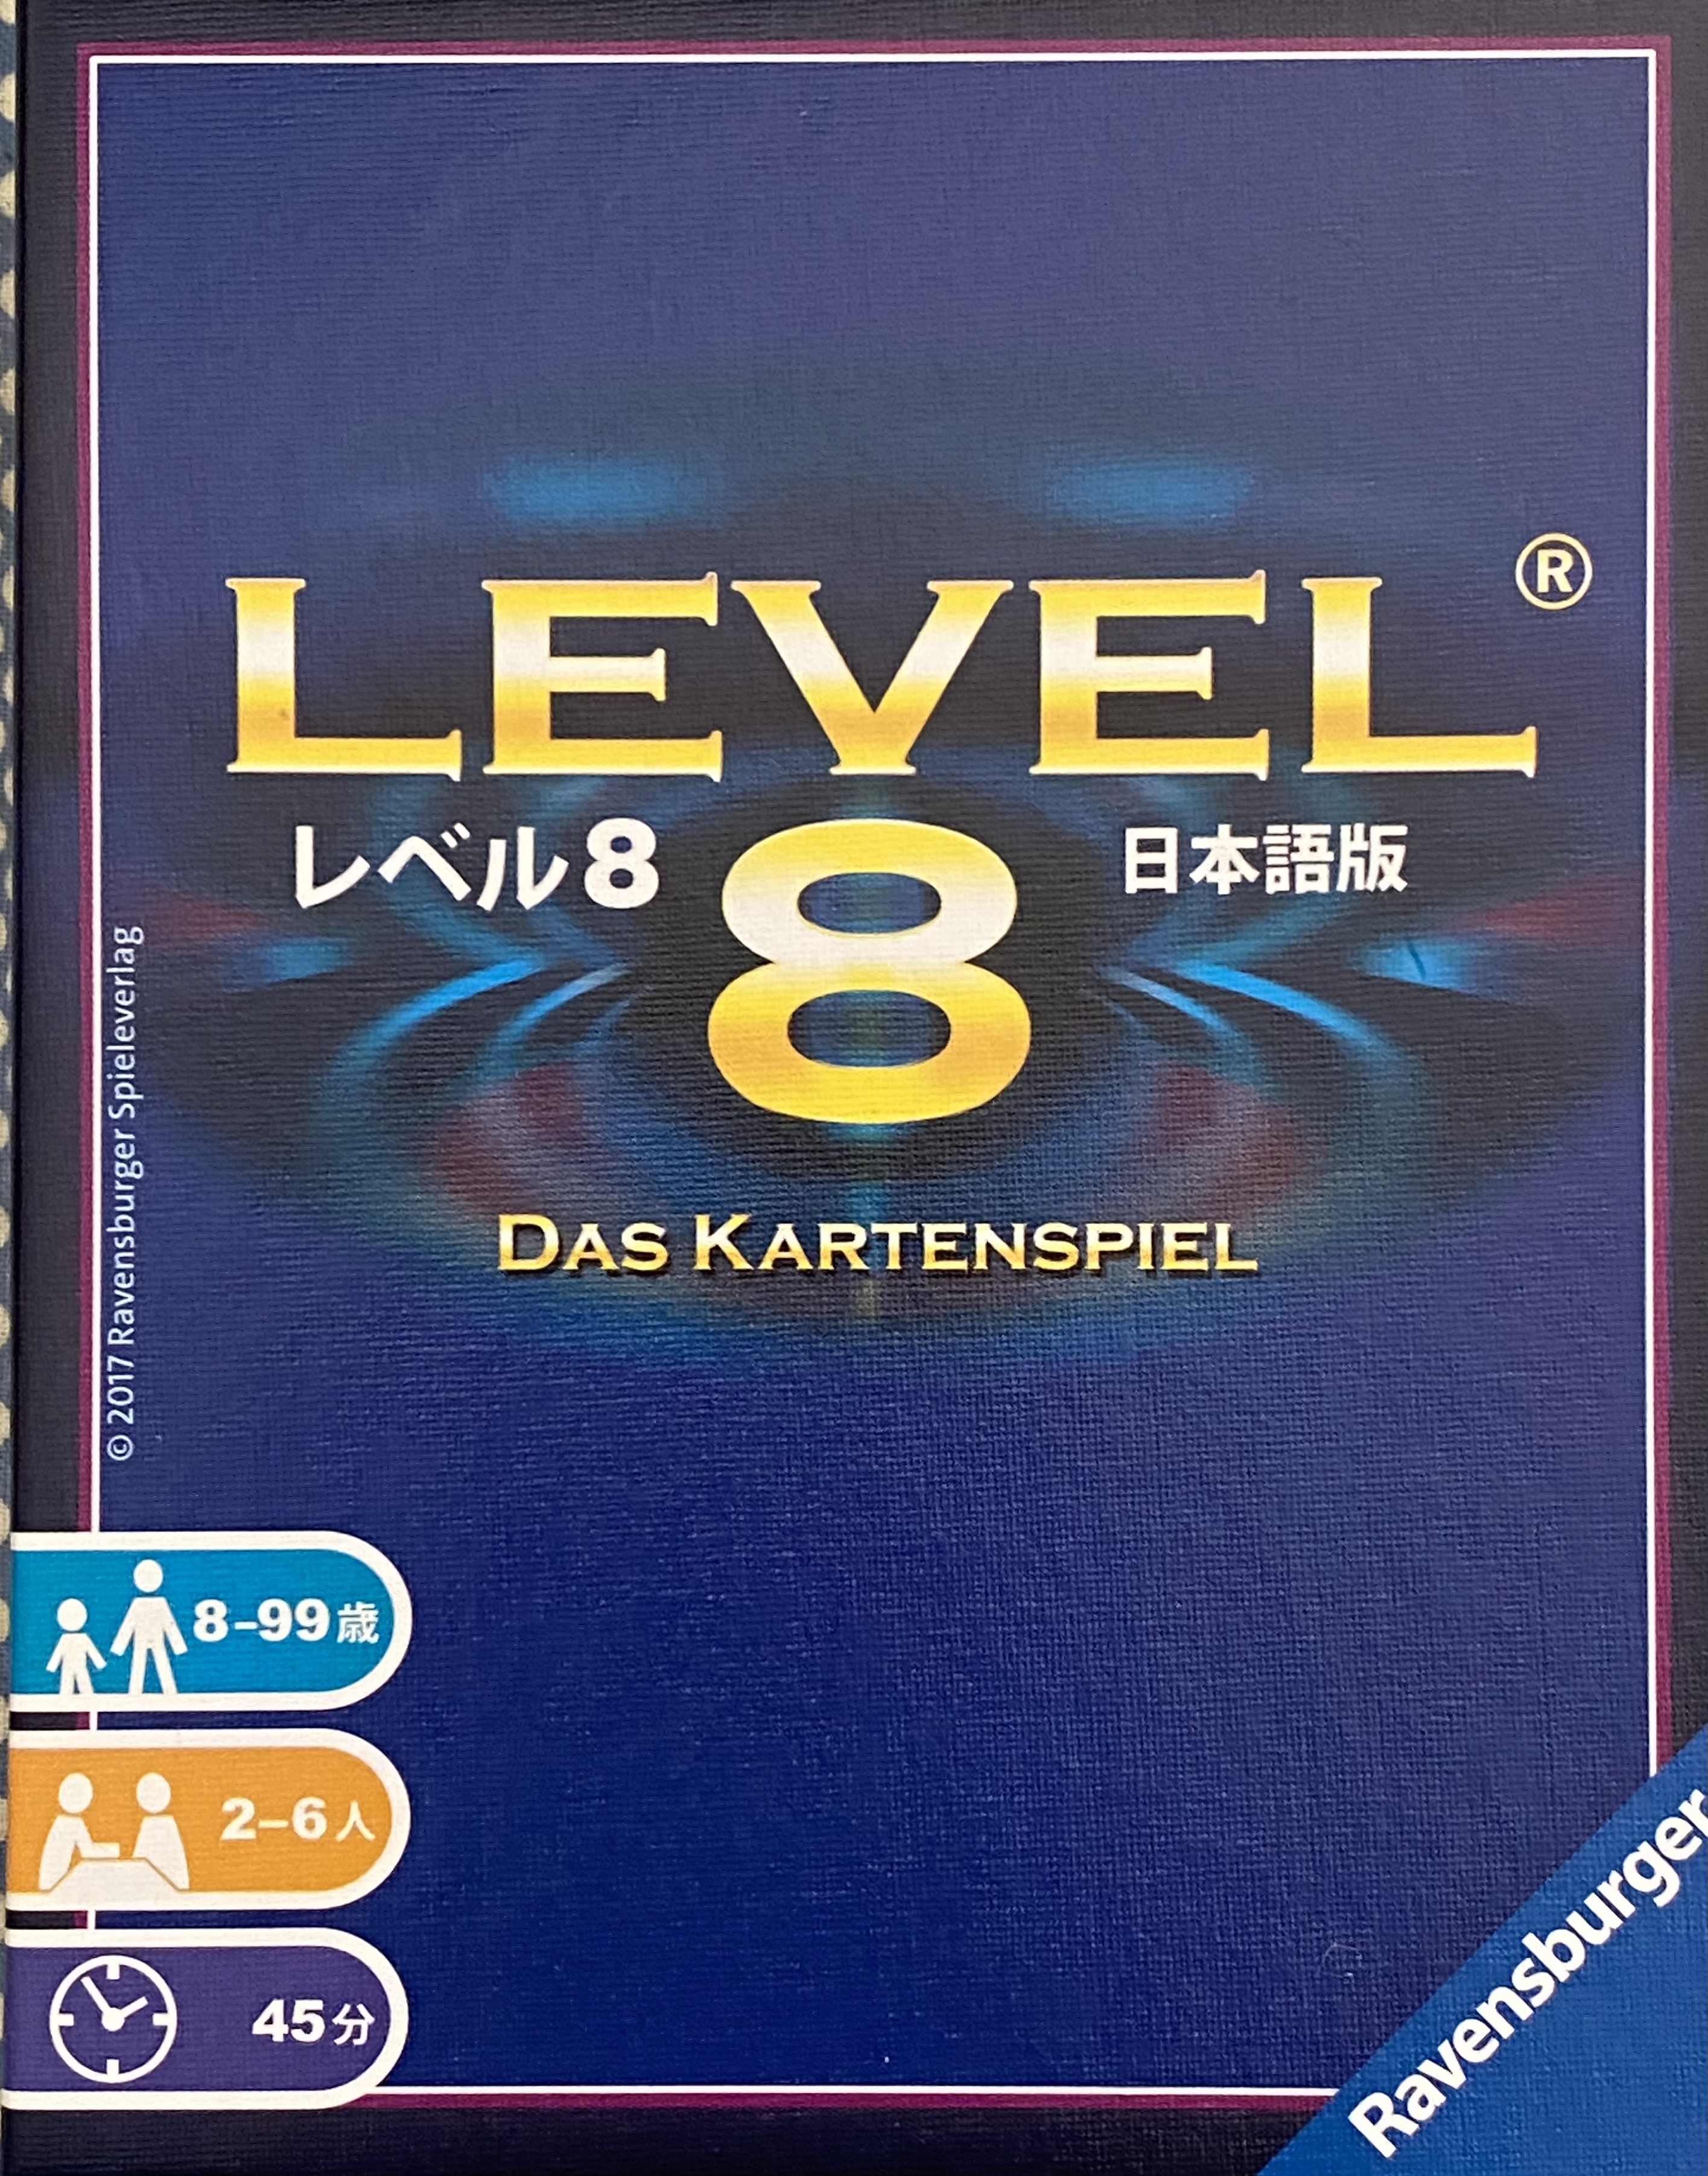 LEVEL®
レベル8
8
日本語版
DAS KARTENSPIEL
© 2017 Ravensburger Spieleverlag
8–99歳
2–6人
45分
Ravensburger